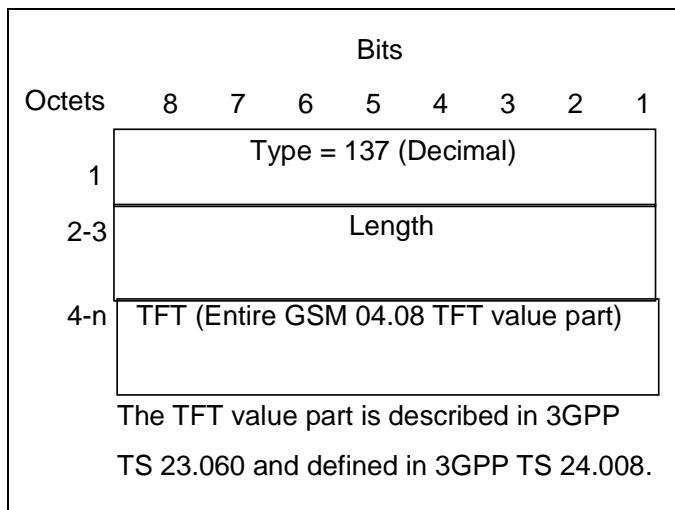 Bits
Octets 8 7 6 5 4 3 2 1
1 Type = 137 (Decimal)
2-3 Length
4-n TFT (Entire GSM 04.08 TFT value part)
The TFT value part is described in 3GPP
TS 23.060 and defined in 3GPP TS 24.008.